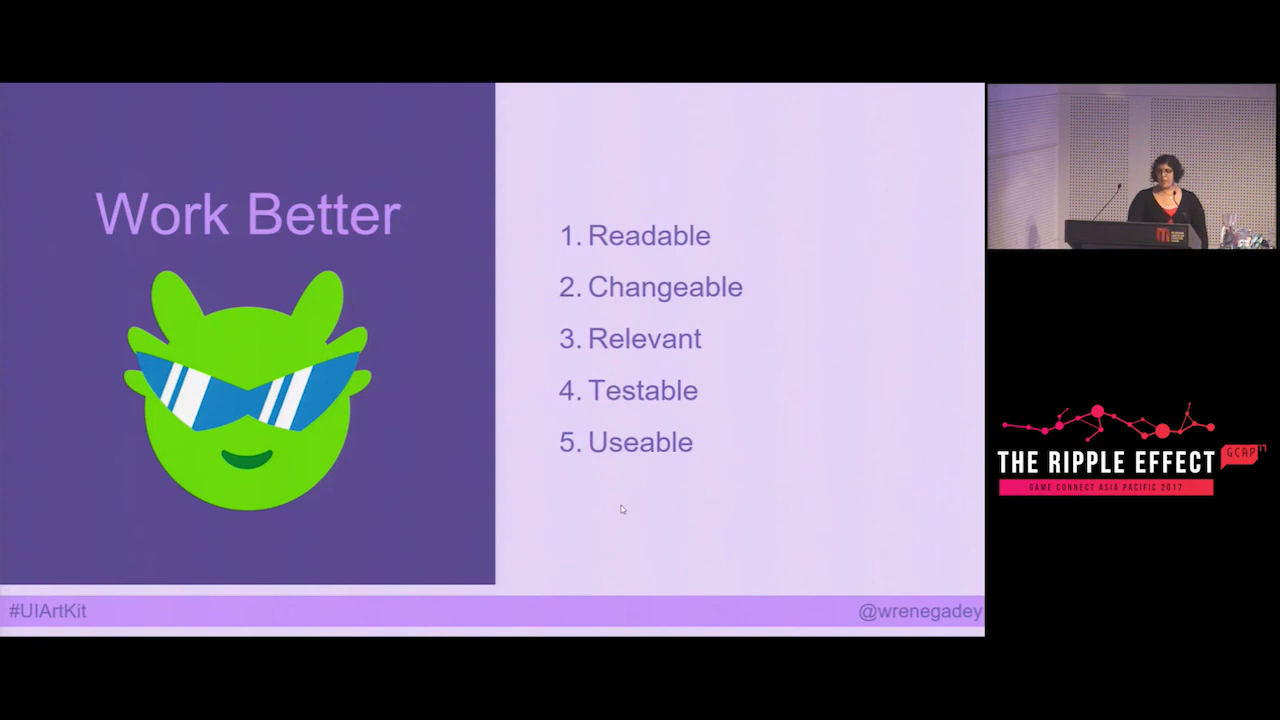 Work Better
1. Readable
2. Changeable
3. Relevant
4. Testable
5. Useable
#UIArtKit
@wrenegadey
THE RIPPLE EFFECT
GCAP17
GAME CONNECT ASIA PACIFIC 2017